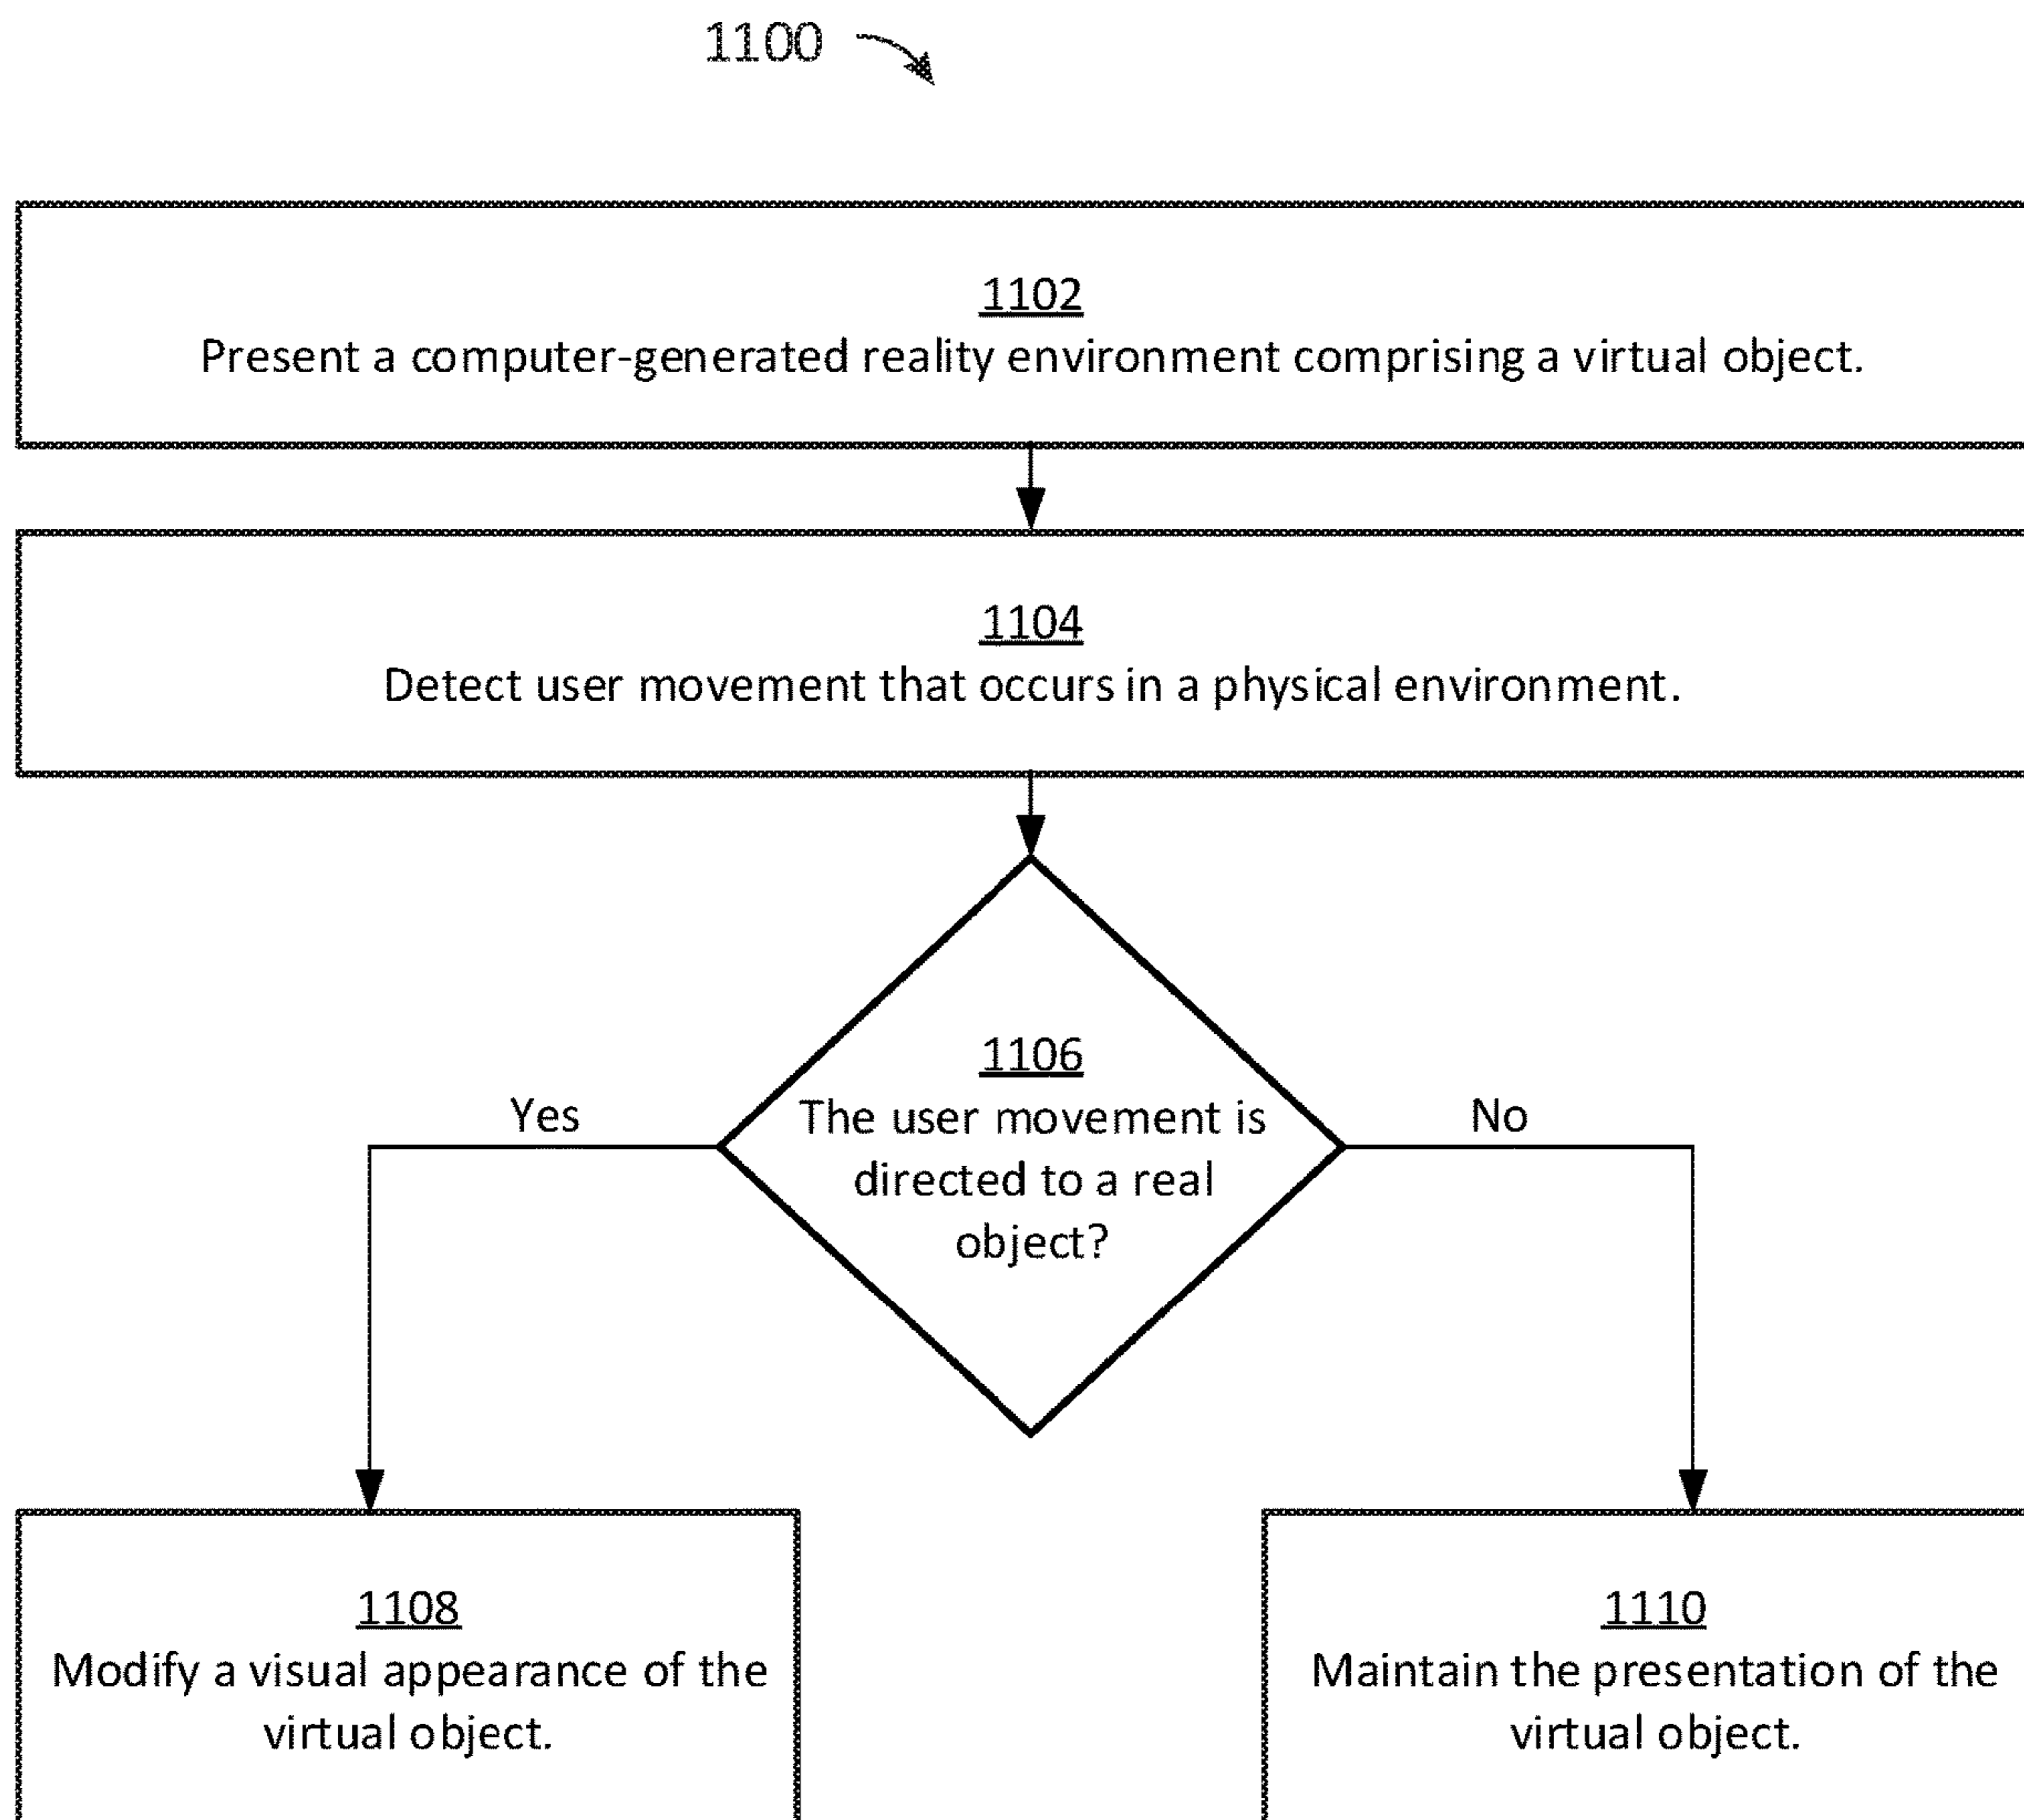 1100
1102
Present a computer-generated reality environment comprising a virtual object.
1104
Detect user movement that occurs in a physical environment.
1106
The user movement is
directed to a real
object?
Yes
No
1108
Modify a visual appearance of the
virtual object.
1110
Maintain the presentation of the
virtual object.